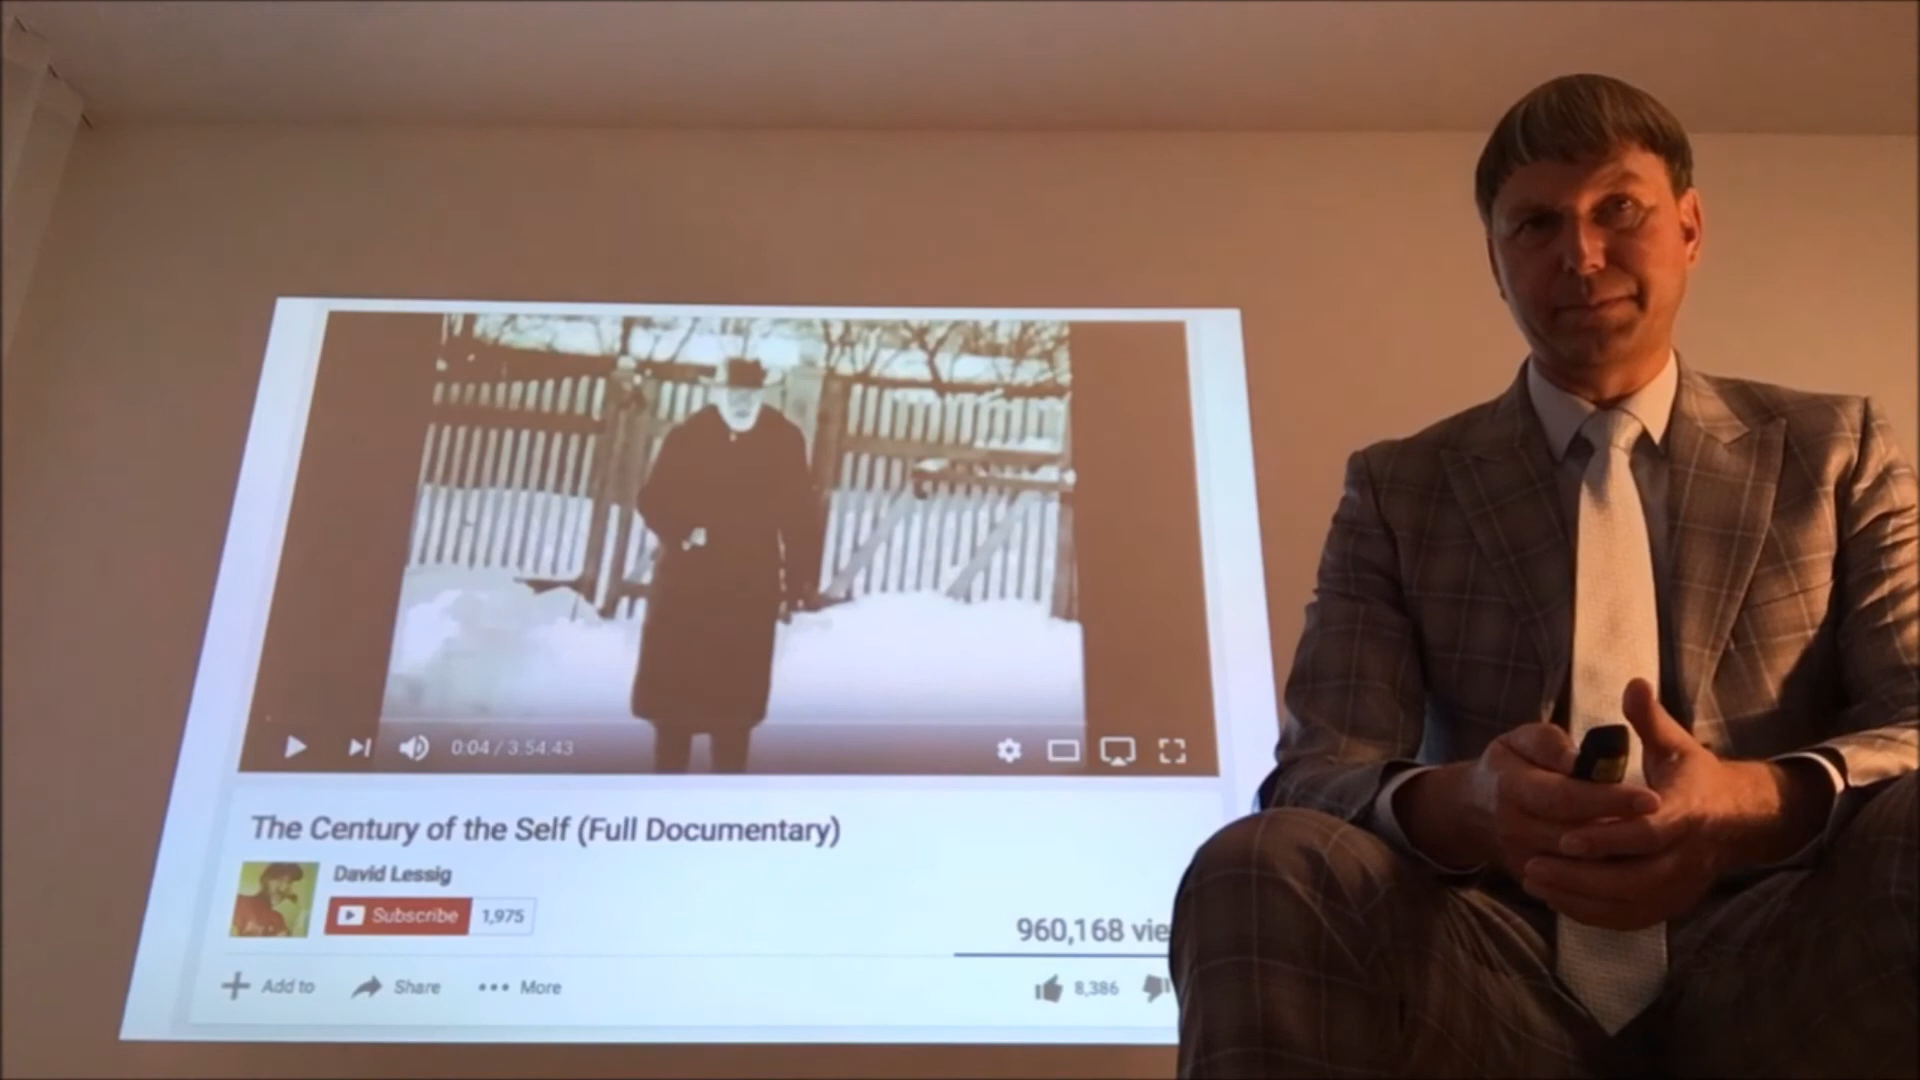 0:04 / 3:54:43
The Century of the Self (Full Documentary)
David Lessig
Subscribe 1,975
960,168 vie
Add to Share More
8,386